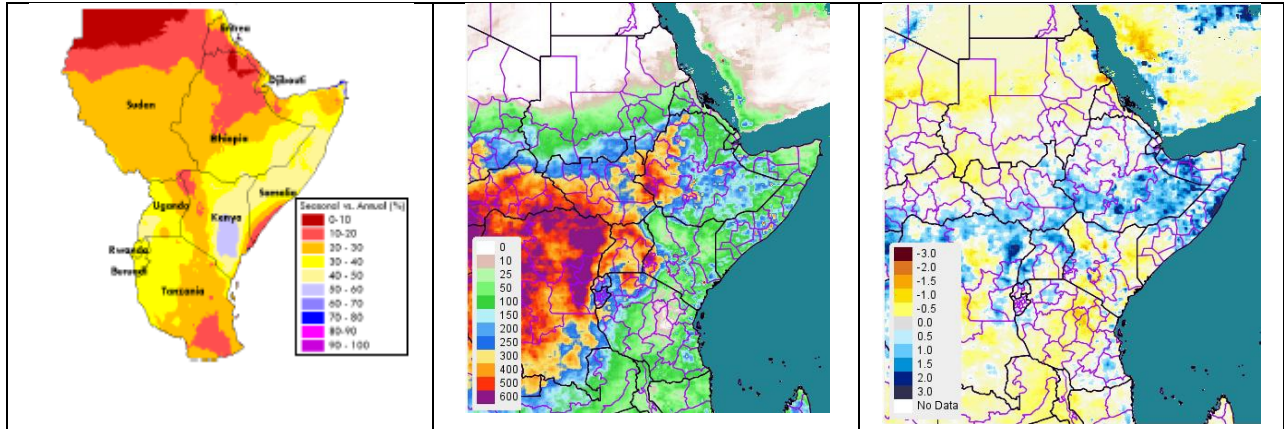 Eritrea
Djibouti
Sudan
Ethiopia
Somalia
Uganda
Kenya
Rwanda
Burundi
Tanzania
Seasonal vs. Annual (%)
0-10
10-20
20 - 30
30 - 40
40 - 50
50 - 60
60 - 70
70 - 80
80-90
90 - 100
0
10
25
50
100
150
200
250
300
400
500
600
-3.0
-2.0
-1.5
-1.0
-0.5
0.0
0.5
1.0
1.5
2.0
3.0
No Data